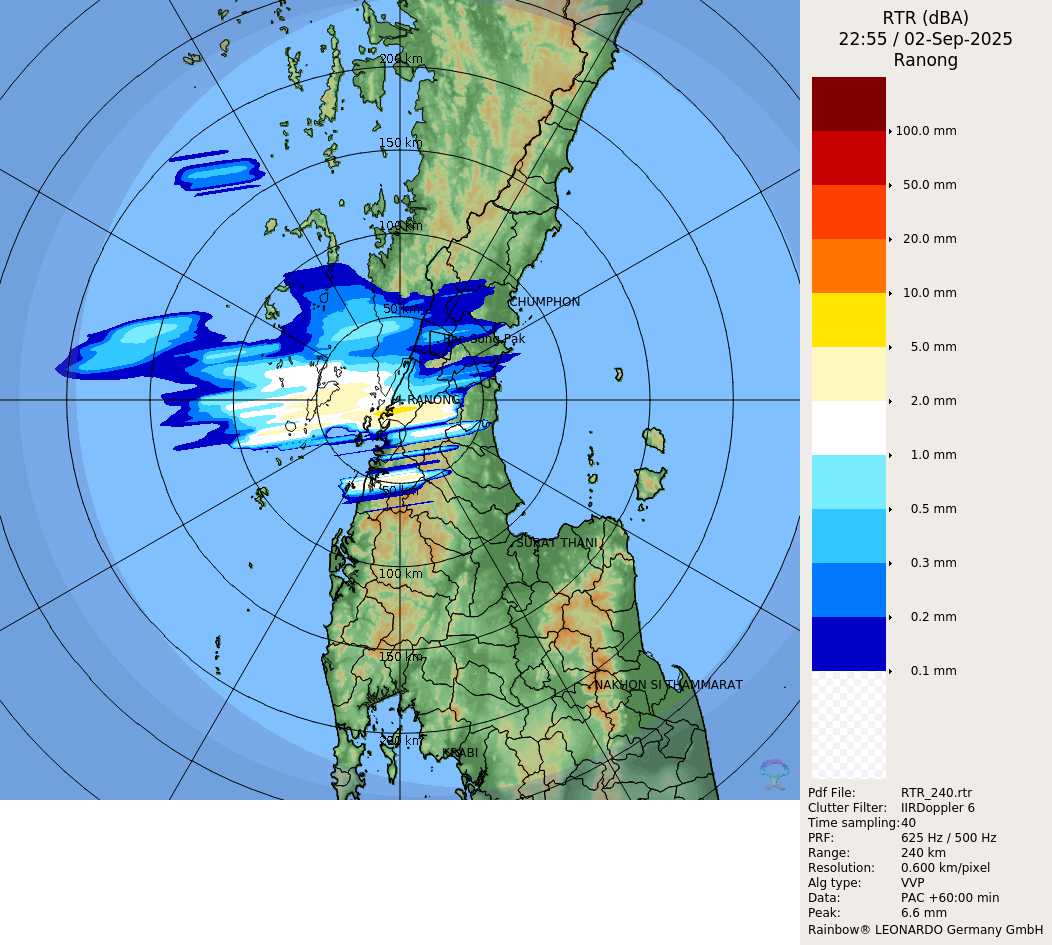 RTR (dBA)
22:55 / 02-Sep-2025
Ranong
100.0 mm
50.0 mm
20.0 mm
10.0 mm
5.0 mm
2.0 mm
1.0 mm
0.5 mm
0.3 mm
0.2 mm
0.1 mm
200 km
150 km
100 km
CHUMPHON
50 km
RANONG
50 km
SURAT THANI
100 km
150 km
NAKHON SI THAMMARAT
200 km
KRABI
Pdf File: RTR_240.rtr
Clutter Filter: IIRDoppler 6
Time sampling: 40
PRF: 625 Hz / 500 Hz
Range: 240 km
Resolution: 0.600 km/pixel
Alg type: VVP
Data: PAC +60:00 min
Peak: 6.6 mm
Rainbow® LEONARDO Germany GmbH